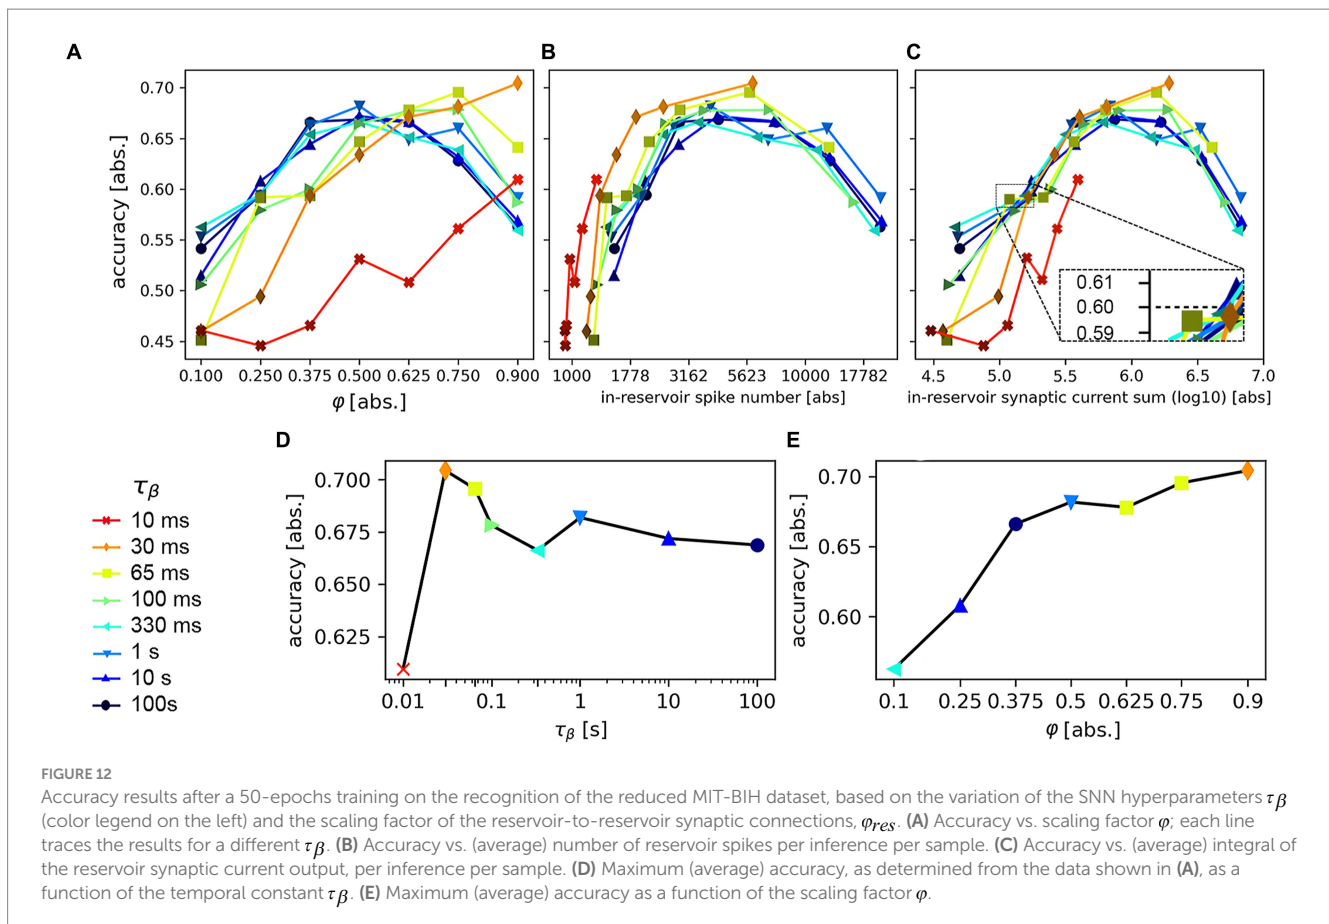 A
B
C
0.70
0.65
0.60
0.55
0.50
0.45
accuracy [abs.]
0.100 0.250 0.375 0.500 0.625 0.750 0.900
φ [abs.]
1000 1778 3162 5623 10000 17782
in-reservoir spike number [abs]
0.61
0.60
0.59
4.5 5.0 5.5 6.0 6.5 7.0
in-reservoir synaptic current sum (log10) [abs]
D
E
τβ
10 ms
30 ms
65 ms
100 ms
330 ms
1 s
10 s
100s
0.700
0.675
0.650
0.625
accuracy [abs.]
0.01 0.1 1 10 100
τβ [s]
0.70
0.65
0.60
accuracy [abs.]
0.1 0.25 0.375 0.5 0.625 0.75 0.9
φ [abs.]
FIGURE 12
Accuracy results after a 50-epochs training on the recognition of the reduced MIT-BIH dataset, based on the variation of the SNN hyperparameters τβ
(color legend on the left) and the scaling factor of the reservoir-to-reservoir synaptic connections, φres. (A) Accuracy vs. scaling factor φ; each line
traces the results for a different τβ. (B) Accuracy vs. (average) number of reservoir spikes per inference per sample. (C) Accuracy vs. (average) integral of
the reservoir synaptic current output, per inference per sample. (D) Maximum (average) accuracy, as determined from the data shown in (A), as a
function of the temporal constant τβ. (E) Maximum (average) accuracy as a function of the scaling factor φ.